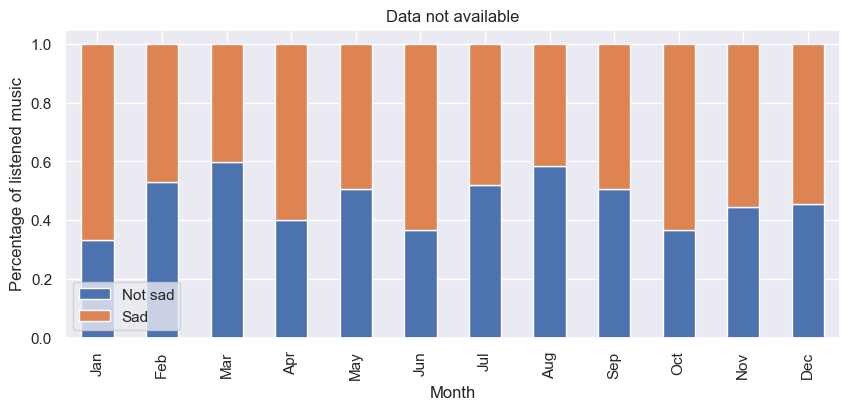 Data not available
Percentage of listened music
1.0
0.8
0.6
0.4
0.2
0.0
Not sad
Sad
Jan Feb Mar Apr May Jun Jul Aug Sep Oct Nov Dec
Month